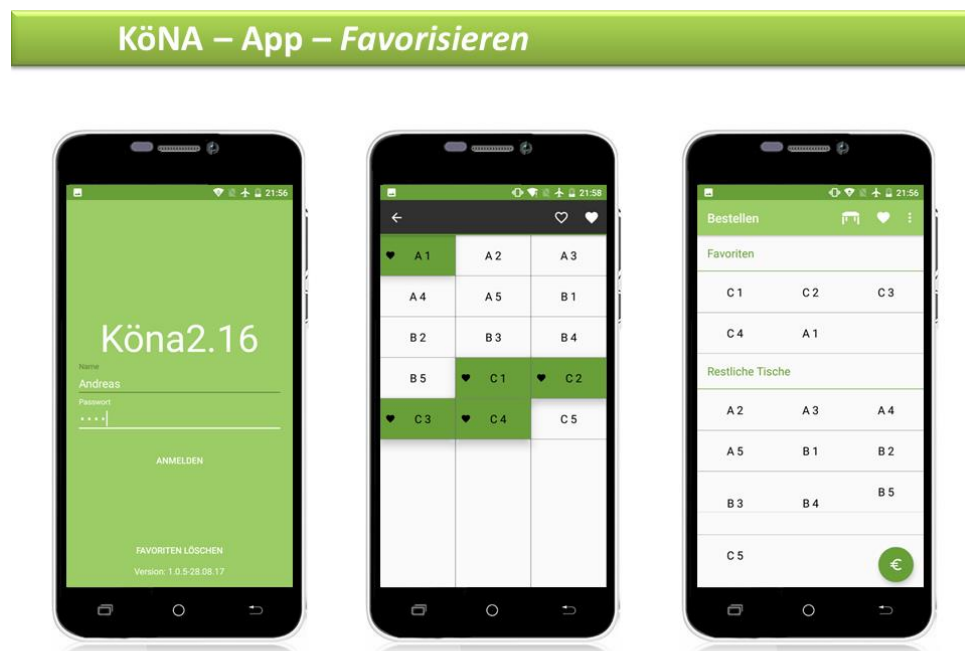 KöNA – App – Favorisieren
21:56
Köna2.16
Name
Andreas
Passwort
····
ANMELDEN
FAVORITEN LÖSCHEN
Version: 1.0.5-28.08.17
21:58
A 1 A 2 A 3
A 4 A 5 B 1
B 2 B 3 B 4
B 5 C 1 C 2
C 3 C 4 C 5
21:56
Bestellen
Favoriten
C 1 C 2 C 3
C 4 A 1
Restliche Tische
A 2 A 3 A 4
A 5 B 1 B 2
B 3 B 4 B 5
C 5
€